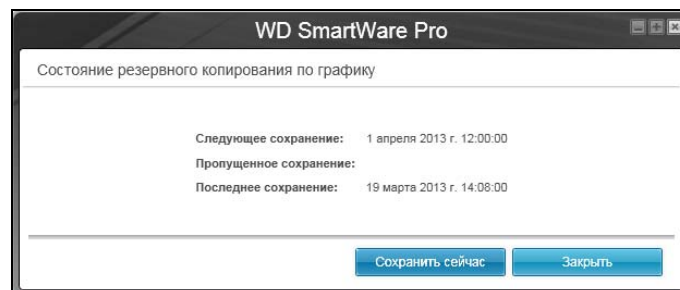 WD SmartWare Pro
Состояние резервного копирования по графику
Следующее сохранение: 1 апреля 2013 г. 12:00:00
Пропущенное сохранение:
Последнее сохранение: 19 марта 2013 г. 14:08:00
Сохранить сейчас Закрыть